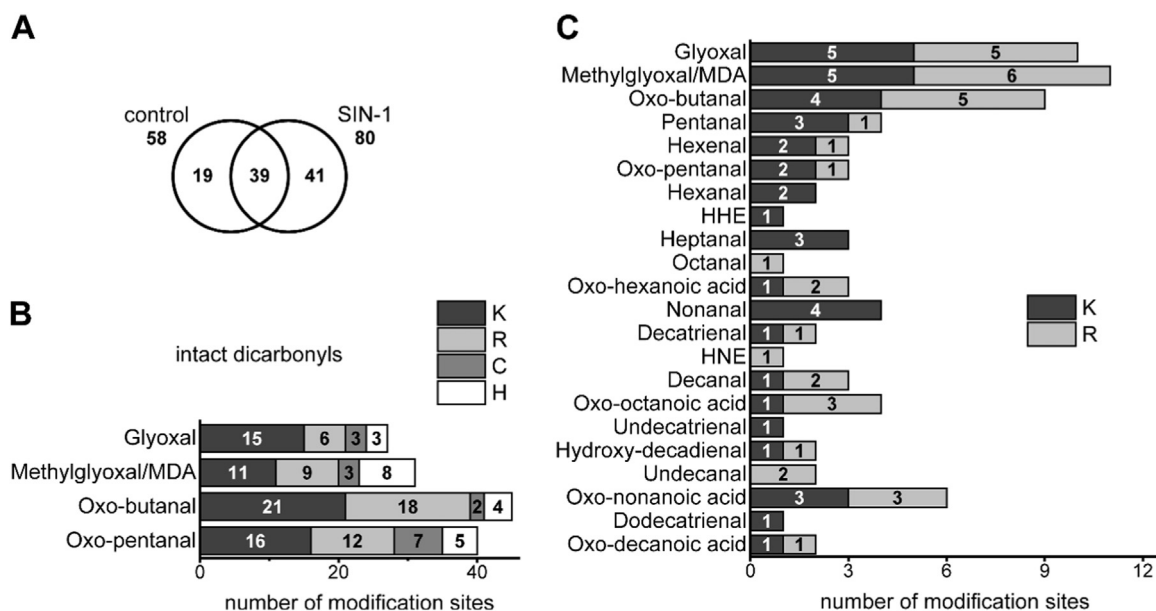 A
control
58
SIN-1
80
19 39 41
B
intact dicarbonyls
K
R
C
H
Glyoxal 15 6 3 3
Methylglyoxal/MDA 11 9 3 8
Oxo-butanal 21 18 2 4
Oxo-pentanal 16 12 7 5
0 20 40
number of modification sites
C
Glyoxal 5 5
Methylglyoxal/MDA 5 6
Oxo-butanal 4 5
Pentanal 3 1
Hexenal 2 1
Oxo-pentanal 2 1
Hexanal 2
HHE 1
Heptanal 3
Octanal 1
Oxo-hexanoic acid 1 2
Nonanal 4
Decatrienal 1 1
HNE 1
Decanal 1 2
Oxo-octanoic acid 1 3
Undecatrienal 1
Hydroxy-decadienal 1 1
Undecanal 2
Oxo-nonanoic acid 3 3
Dodecatrienal 1
Oxo-decanoic acid 1 1
K
R
0 3 6 9 12
number of modification sites